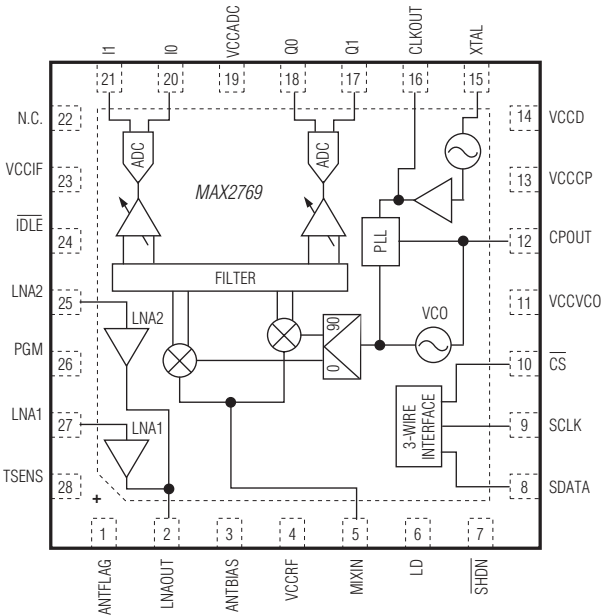 I1
I0
VCCADC
Q0
Q1
CLKOUT
XTAL
21
20
19
18
17
16
15
N.C.
22
VCCIF
23
IDLE
24
LNA2
25
PGM
26
LNA1
27
TSENS
28
14
VCCD
13
VCCCP
12
CPOUT
11
VCCVCO
10
CS
9
SCLK
8
SDATA
ADC
ADC
MAX2769
FILTER
PLL
VCO
90
0
LNA2
LNA1
3-WIRE
INTERFACE
+
1
2
3
4
5
6
7
ANTFLAG
LNAOUT
ANTBIAS
VCCRF
MIXIN
LD
SHDN